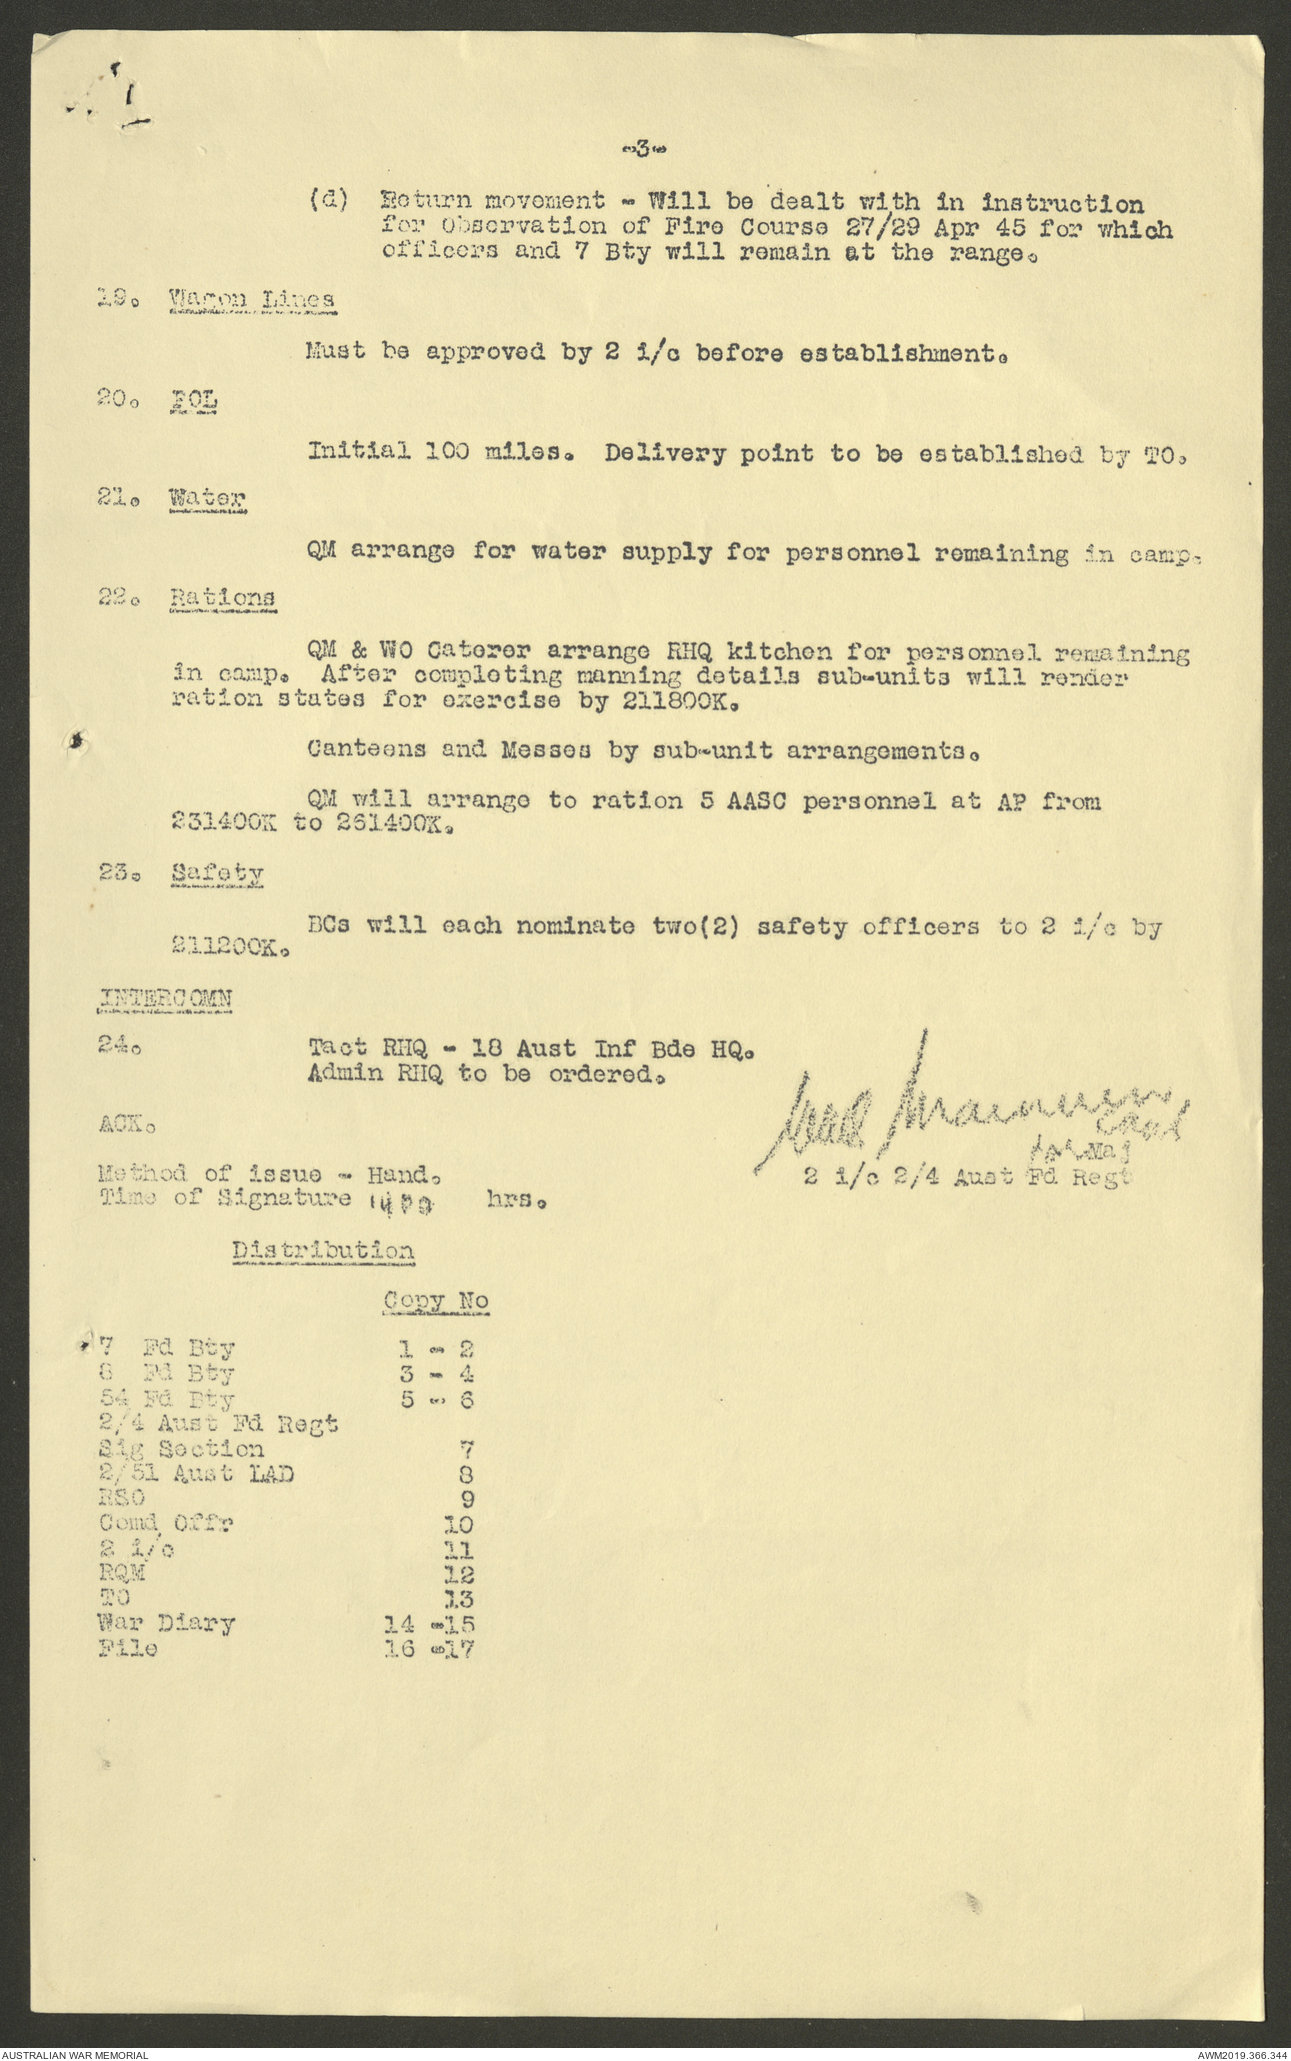 -3-
(d) Return movement - Will be dealt with in instruction
for Observation of Fire Course 27/29 Apr 45 for which
officers and 7 Bty will remain at the range.
19. Wagon Lines
Must be approved by 2 i/c before establishment.
20. POL
Initial 100 miles. Delivery point to be established by TO.
21. Water
QM arrange for water supply for personnel remaining in camp.
22. Rations
QM & WO Caterer arrange RHQ kitchen for personnel remaining
in camp. After completing manning details sub-units will render
ration states for exercise by 211800K.
Canteens and Messes by sub-unit arrangements.
QM will arrange to ration 5 AASC personnel at AP from
231400K to 261400K.
23. Safety
BCs will each nominate two(2) safety officers to 2 i/c by
211200K.
INTERCOMN
24. Tact RHQ - 18 Aust Inf Bde HQ.
Admin RHQ to be ordered.
Capt
ACK.
for Maj
Method of issue - Hand.
2 i/c 2/4 Aust Fd Regt
Time of Signature 1400 hrs.
Distribution
Copy No
7 Fd Bty 1 - 2
8 Fd Bty 3 - 4
54 Fd Bty 5 - 6
2/4 Aust Fd Regt
Sig Section 7
2/51 Aust LAD 8
RSO 9
Comd Offr 10
2 i/c 11
RQM 12
TO 13
War Diary 14 -15
File 16 -17
AUSTRALIAN WAR MEMORIAL
AWM2019.366.344